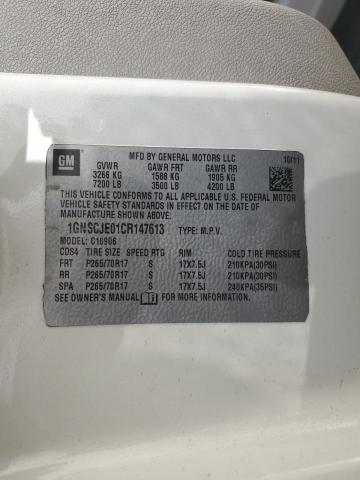 GM
MFD BY GENERAL MOTORS LLC 10/11
GVWR GAWR FRT GAWR RR
3266 KG 1588 KG 1905 KG
7200 LB 3500 LB 4200 LB
THIS VEHICLE CONFORMS TO ALL APPLICABLE U.S. FEDERAL MOTOR
VEHICLE SAFETY STANDARDS IN EFFECT ON THE DATE OF
MANUFACTURE SHOWN ABOVE.
1GNSCJE01CR147613 TYPE: M.P.V.
MODEL: C10906
CDS4 TIRE SIZE SPEED RTG RIM COLD TIRE PRESSURE
FRT P265/70R17 S 17X7.5J 210KPA(30PSI)
RR P265/70R17 S 17X7.5J 210KPA(30PSI)
SPA P265/70R17 S 17X7.5J 240KPA(35PSI)
SEE OWNER'S MANUAL FOR MORE INFORMATION